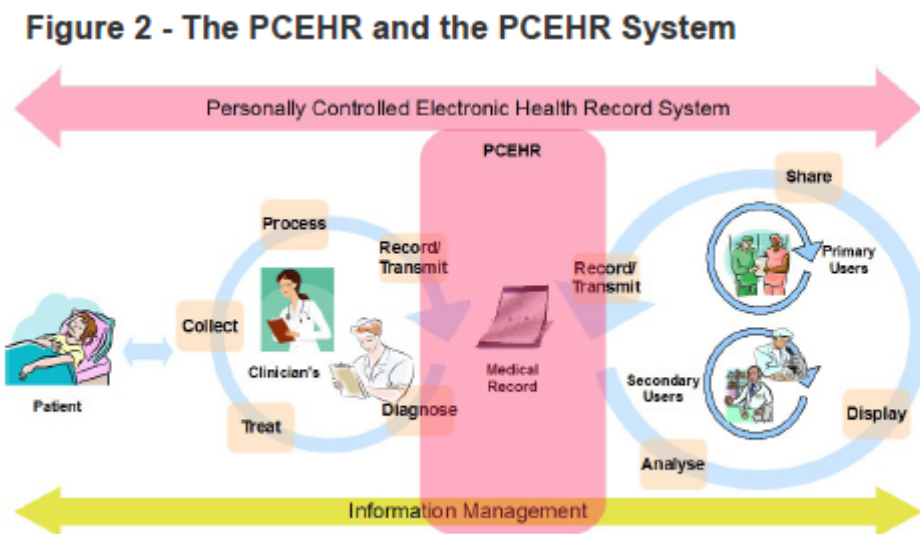 Figure 2 - The PCEHR and the PCEHR System
Personally Controlled Electronic Health Record System
PCEHR
Share
Process
Record/
Transmit
Record/
Transmit
Primary
Users
Collect
Clinician's
Medical
Record
Secondary
Users
Patient
Treat
Diagnose
Display
Analyse
Information Management